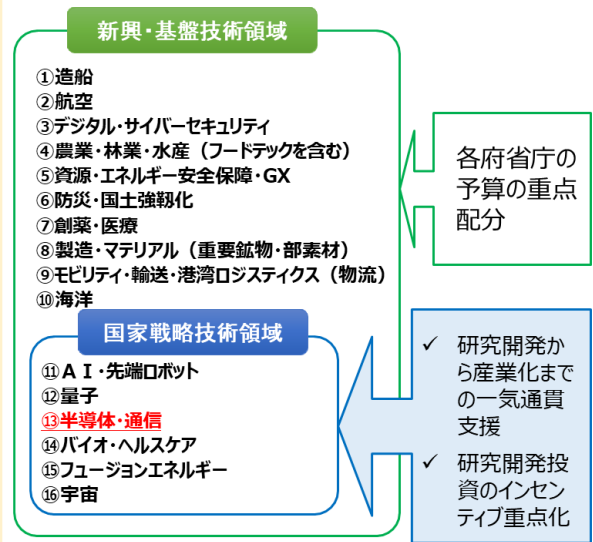 新興・基盤技術領域
①造船
②航空
③デジタル・サイバーセキュリティ
④農業・林業・水産（フードテックを含む）
⑤資源・エネルギー安全保障・GX
⑥防災・国土強靱化
⑦創薬・医療
⑧製造・マテリアル（重要鉱物・部素材）
⑨モビリティ・輸送・港湾ロジスティクス（物流）
⑩海洋
国家戦略技術領域
⑪ＡＩ・先端ロボット
⑫量子
⑬半導体・通信
⑭バイオ・ヘルスケア
⑮フュージョンエネルギー
⑯宇宙
各府省庁の
予算の重点
配分
✓ 研究開発か
ら産業化まで
の一気通貫
支援
✓ 研究開発投
資のインセン
ティブ重点化